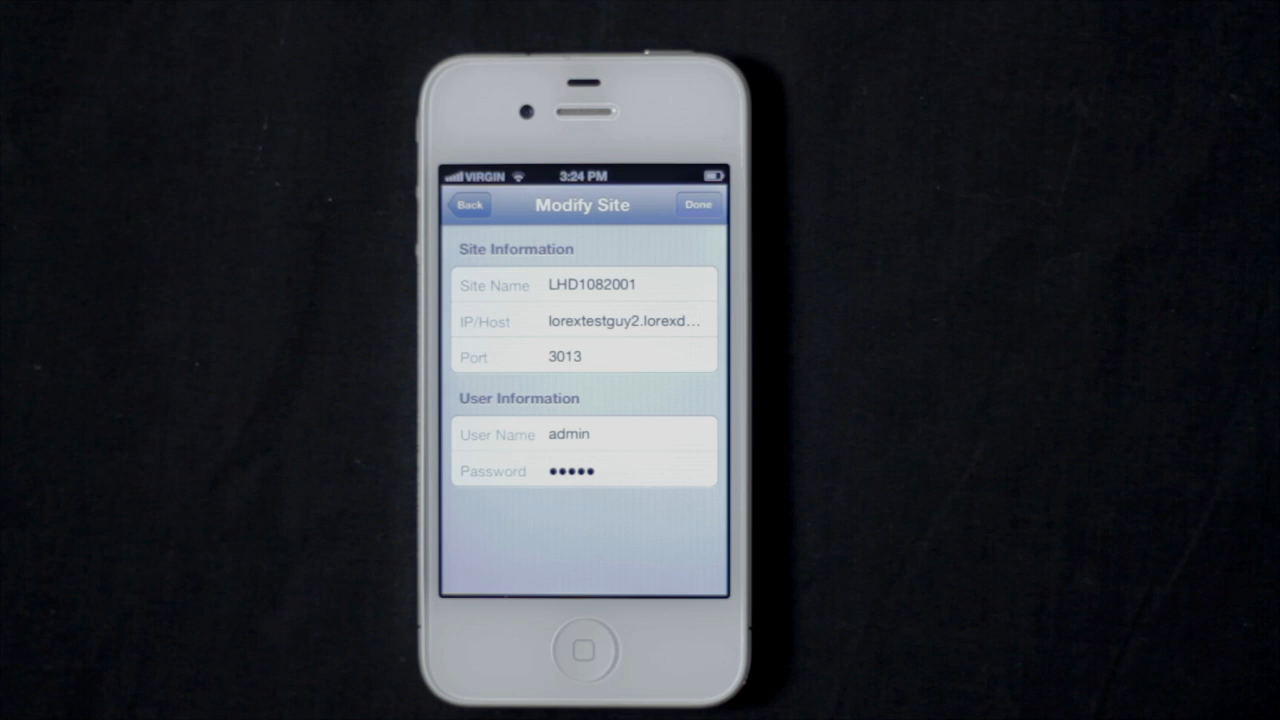 VIRGIN 3:24 PM
Back Modify Site Done
Site Information
Site Name LHD1082001
IP/Host lorextestguy2.lorexd...
Port 3013
User Information
User Name admin
Password •••••